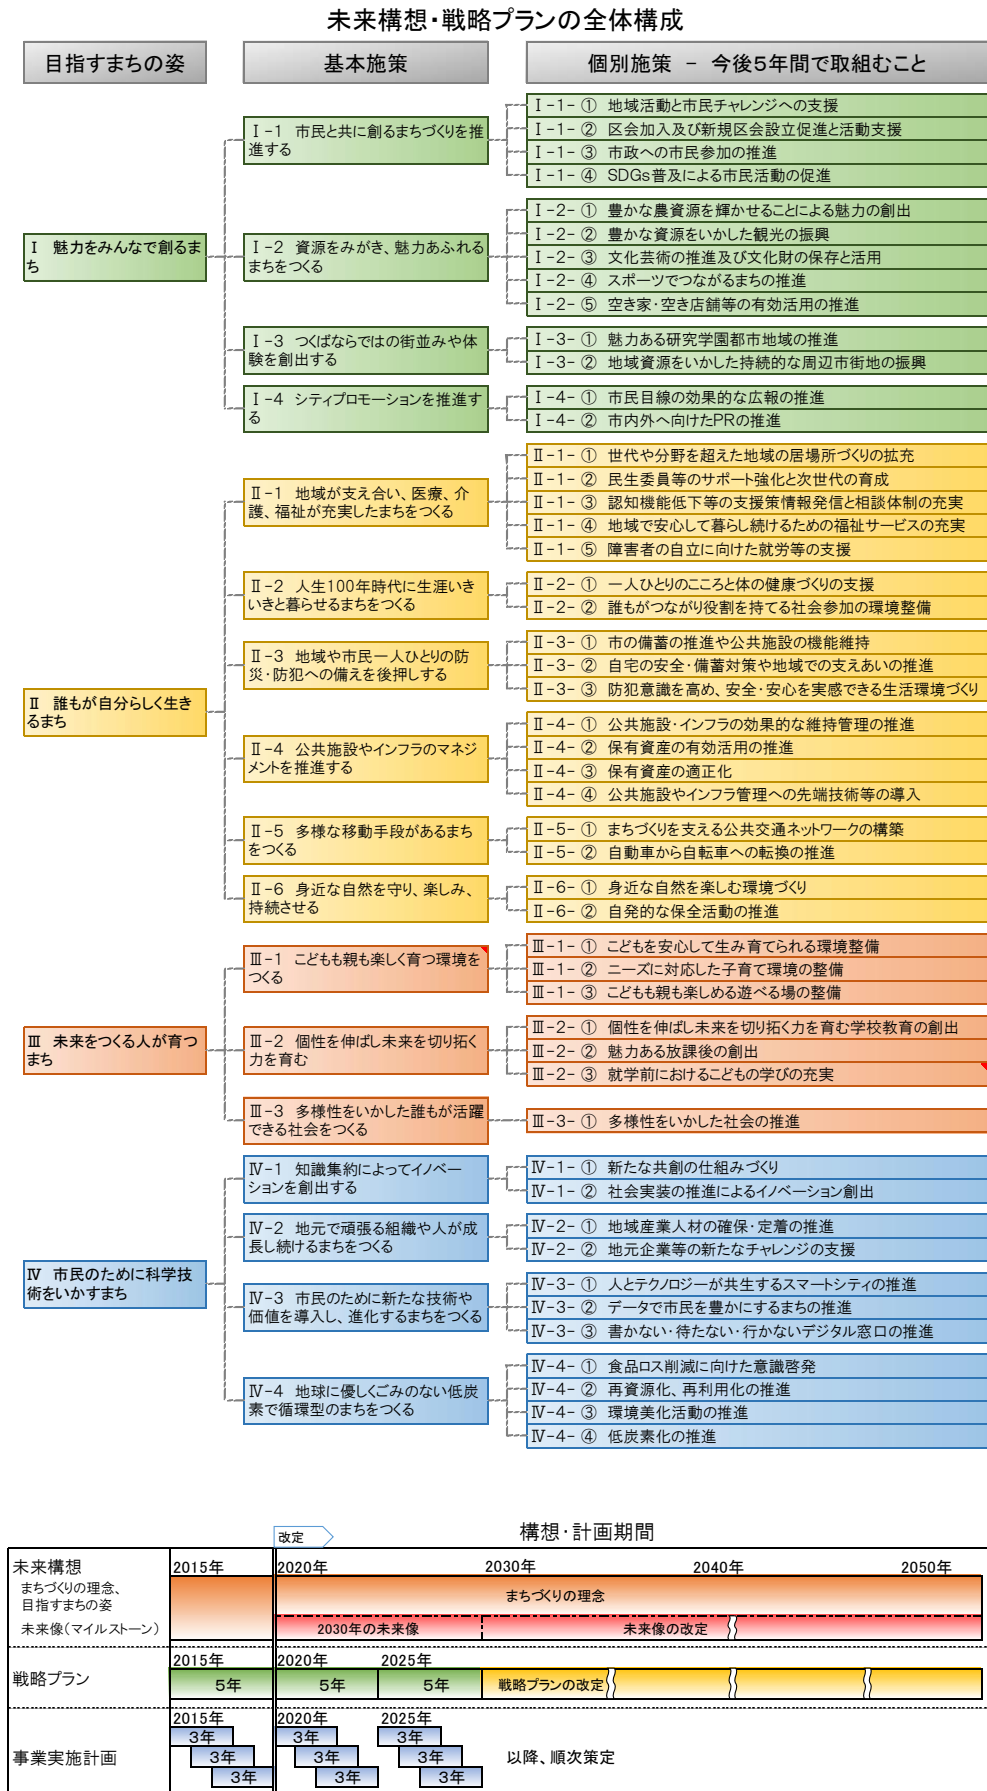 未来構想・戦略プランの全体構成
目指すまちの姿
基本施策
個別施策 － 今後5年間で取組むこと
Ⅰ 魅力をみんなで創るま
ち
Ⅰ-1 市民と共に創るまちづくりを推
進する
Ⅰ-1-① 地域活動と市民チャレンジへの支援
Ⅰ-1-② 区会加入及び新規区会設立促進と活動支援
Ⅰ-1-③ 市政への市民参加の推進
Ⅰ-1-④ SDGs普及による市民活動の促進
Ⅰ-2 資源をみがき、魅力あふれる
まちをつくる
Ⅰ-2-① 豊かな農資源を輝かせることによる魅力の創出
Ⅰ-2-② 豊かな資源をいかした観光の振興
Ⅰ-2-③ 文化芸術の推進及び文化財の保存と活用
Ⅰ-2-④ スポーツでつながるまちの推進
Ⅰ-2-⑤ 空き家・空き店舗等の有効活用の推進
Ⅰ-3 つくばならではの街並みや体
験を創出する
Ⅰ-3-① 魅力ある研究学園都市地域の推進
Ⅰ-3-② 地域資源をいかした持続的な周辺市街地の振興
Ⅰ-4 シティプロモーションを推進す
る
Ⅰ-4-① 市民目線の効果的な広報の推進
Ⅰ-4-② 市内外へ向けたPRの推進
Ⅱ 誰もが自分らしく生き
るまち
Ⅱ-1 地域が支え合い、医療、介
護、福祉が充実したまちをつくる
Ⅱ-1-① 世代や分野を超えた地域の居場所づくりの拡充
Ⅱ-1-② 民生委員等のサポート強化と次世代の育成
Ⅱ-1-③ 認知機能低下等の支援策情報発信と相談体制の充実
Ⅱ-1-④ 地域で安心して暮らし続けるための福祉サービスの充実
Ⅱ-1-⑤ 障害者の自立に向けた就労等の支援
Ⅱ-2 人生100年時代に生涯いき
いきと暮らせるまちをつくる
Ⅱ-2-① 一人ひとりのこころと体の健康づくりの支援
Ⅱ-2-② 誰もがつながり役割を持てる社会参加の環境整備
Ⅱ-3 地域や市民一人ひとりの防
災・防犯への備えを後押しする
Ⅱ-3-① 市の備蓄の推進や公共施設の機能維持
Ⅱ-3-② 自宅の安全・備蓄対策や地域での支えあいの推進
Ⅱ-3-③ 防犯意識を高め、安全・安心を実感できる生活環境づくり
Ⅱ-4 公共施設やインフラのマネジ
メントを推進する
Ⅱ-4-① 公共施設・インフラの効果的な維持管理の推進
Ⅱ-4-② 保有資産の有効活用の推進
Ⅱ-4-③ 保有資産の適正化
Ⅱ-4-④ 公共施設やインフラ管理への先端技術等の導入
Ⅱ-5 多様な移動手段があるまち
をつくる
Ⅱ-5-① まちづくりを支える公共交通ネットワークの構築
Ⅱ-5-② 自動車から自転車への転換の推進
Ⅱ-6 身近な自然を守り、楽しみ、
持続させる
Ⅱ-6-① 身近な自然を楽しむ環境づくり
Ⅱ-6-② 自発的な保全活動の推進
Ⅲ 未来をつくる人が育つ
まち
Ⅲ-1 こどもも親も楽しく育つ環境を
つくる
Ⅲ-1-① こどもを安心して生み育てられる環境整備
Ⅲ-1-② ニーズに対応した子育て環境の整備
Ⅲ-1-③ こどもも親も楽しめる遊べる場の整備
Ⅲ-2 個性を伸ばし未来を切り拓く
力を育む
Ⅲ-2-① 個性を伸ばし未来を切り拓く力を育む学校教育の創出
Ⅲ-2-② 魅力ある放課後の創出
Ⅲ-2-③ 就学前におけるこどもの学びの充実
Ⅲ-3 多様性をいかした誰もが活躍
できる社会をつくる
Ⅲ-3-① 多様性をいかした社会の推進
Ⅳ 市民のために科学技
術をいかすまち
Ⅳ-1 知識集約によってイノベー
ションを創出する
Ⅳ-1-① 新たな共創の仕組みづくり
Ⅳ-1-② 社会実装の推進によるイノベーション創出
Ⅳ-2 地元で頑張る組織や人が成
長し続けるまちをつくる
Ⅳ-2-① 地域産業人材の確保・定着の推進
Ⅳ-2-② 地元企業等の新たなチャレンジの支援
Ⅳ-3 市民のために新たな技術や
価値を導入し、進化するまちをつくる
Ⅳ-3-① 人とテクノロジーが共生するスマートシティの推進
Ⅳ-3-② データで市民を豊かにするまちの推進
Ⅳ-3-③ 書かない・待たない・行かないデジタル窓口の推進
Ⅳ-4 地球に優しくごみのない低炭
素で循環型のまちをつくる
Ⅳ-4-① 食品ロス削減に向けた意識啓発
Ⅳ-4-② 再資源化、再利用化の推進
Ⅳ-4-③ 環境美化活動の推進
Ⅳ-4-④ 低炭素化の推進
構想・計画期間
改定
未来構想
まちづくりの理念、
目指すまちの姿
未来像(マイルストーン)
2015年 2020年 2030年 2040年 2050年
まちづくりの理念
2030年の未来像 未来像の改定
戦略プラン
2015年 2020年 2025年
5年 5年 5年 戦略プランの改定
事業実施計画
2015年 2020年 2025年
3年 3年 3年
3年 3年 3年
3年 3年 3年
以降、順次策定